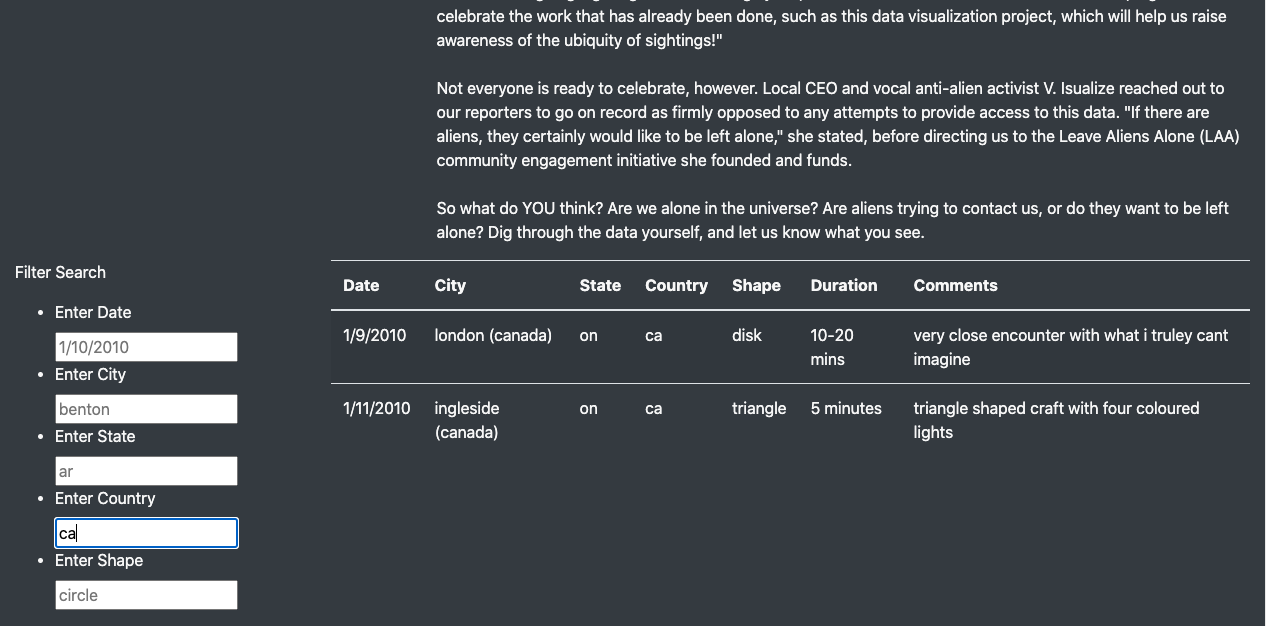 celebrate the work that has already been done, such as this data visualization project, which will help us raise
awareness of the ubiquity of sightings!"
Not everyone is ready to celebrate, however. Local CEO and vocal anti-alien activist V. Isualize reached out to
our reporters to go on record as firmly opposed to any attempts to provide access to this data. "If there are
aliens, they certainly would like to be left alone," she stated, before directing us to the Leave Aliens Alone (LAA)
community engagement initiative she founded and funds.
So what do YOU think? Are we alone in the universe? Are aliens trying to contact us, or do they want to be left
alone? Dig through the data yourself, and let us know what you see.
Filter Search
Enter Date
1/10/2010
Enter City
benton
Enter State
ar
Enter Country
ca
Enter Shape
circle
Date City State Country Shape Duration Comments
1/9/2010 london (canada) on ca disk 10-20 very close encounter with what i truley cant
mins imagine
1/11/2010 ingleside on ca triangle 5 minutes triangle shaped craft with four coloured
(canada) lights